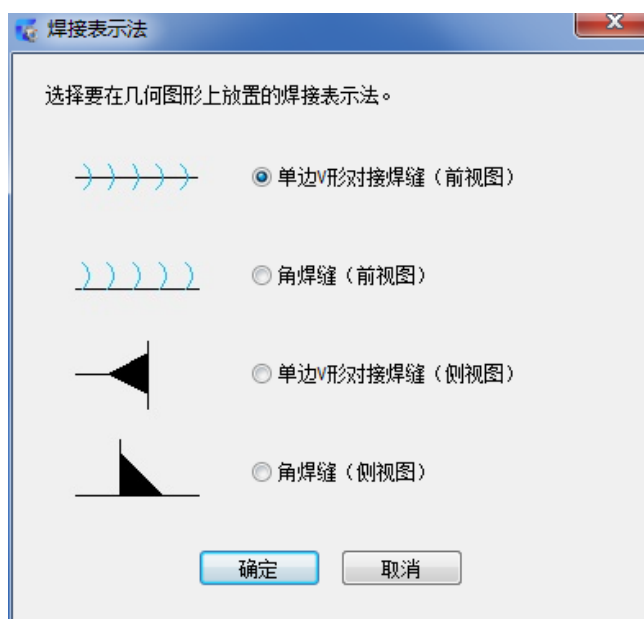 焊接表示法
选择要在几何图形上放置的焊接表示法。
单边V形对接焊缝（前视图）
角焊缝（前视图）
单边V形对接焊缝（侧视图）
角焊缝（侧视图）
确定
取消